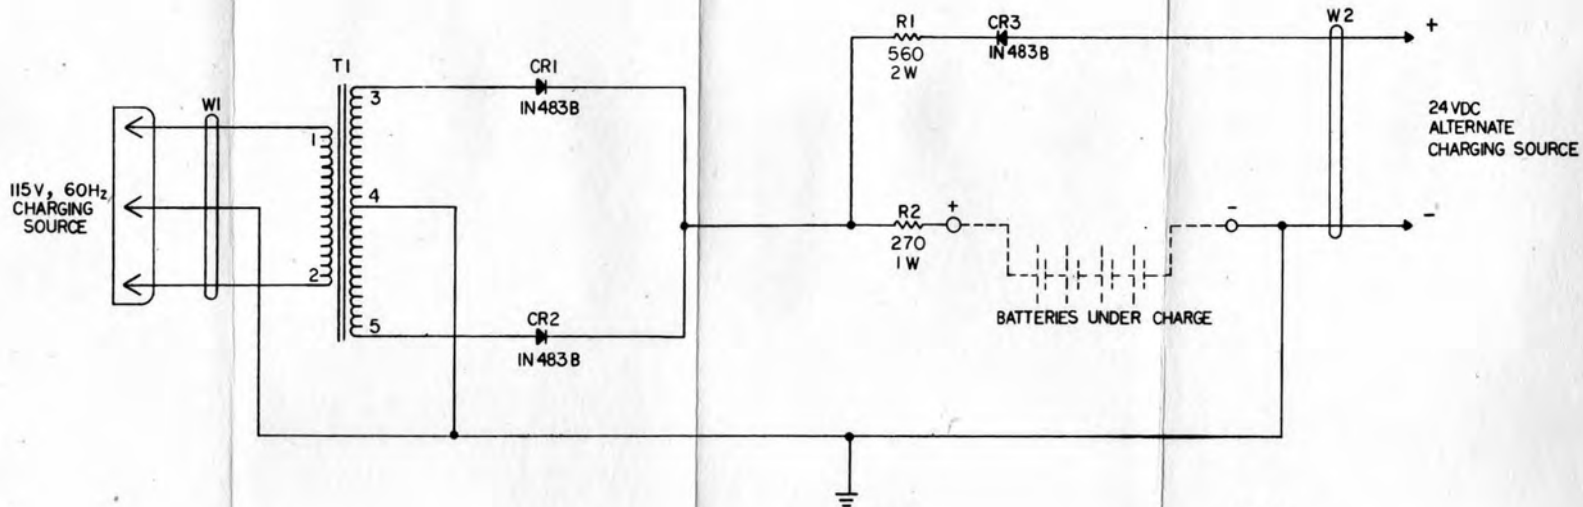 115V, 60Hz
CHARGING
SOURCE
W1
T1
1
2
3
4
5
CR1
IN483B
CR2
IN483B
R1
560
2W
CR3
IN483B
R2
270
1W
+
-
BATTERIES UNDER CHARGE
W2
+
24VDC
ALTERNATE
CHARGING SOURCE
-